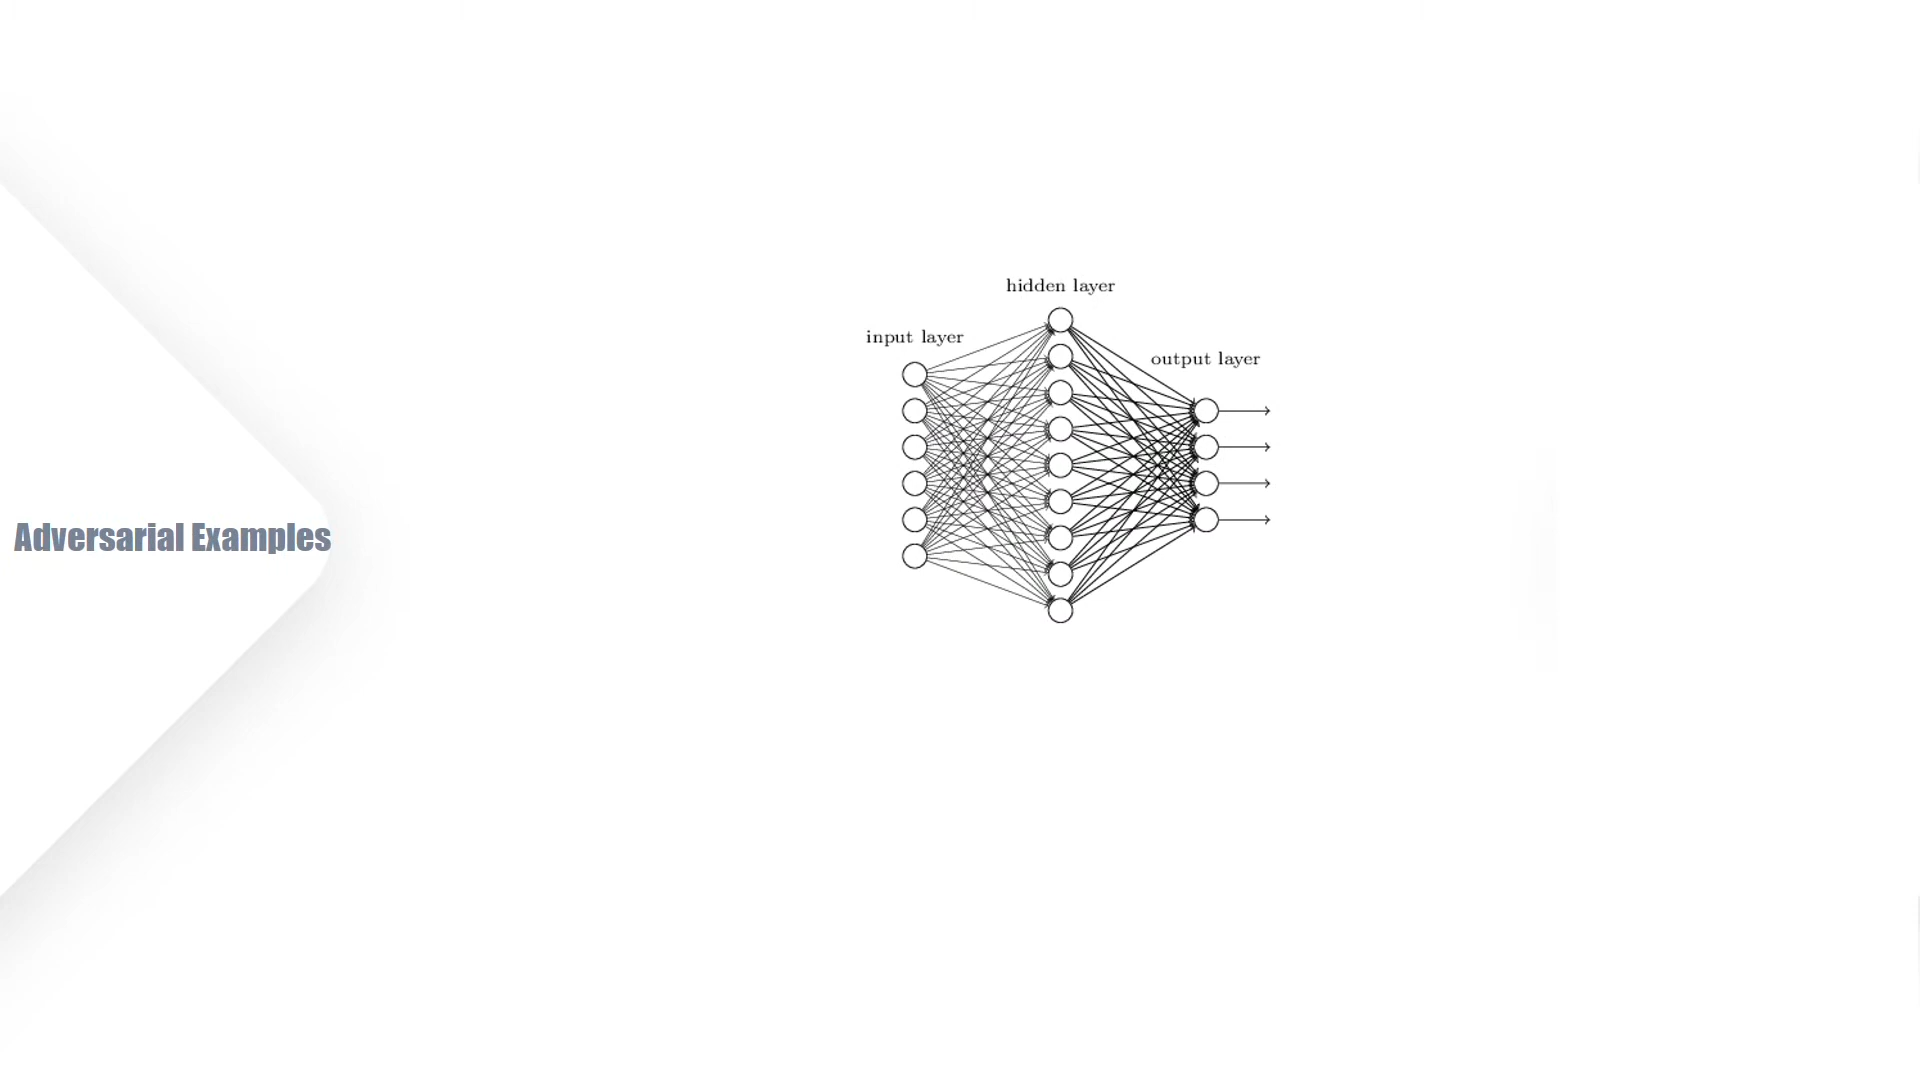 hidden layer
input layer
output layer
Adversarial Examples